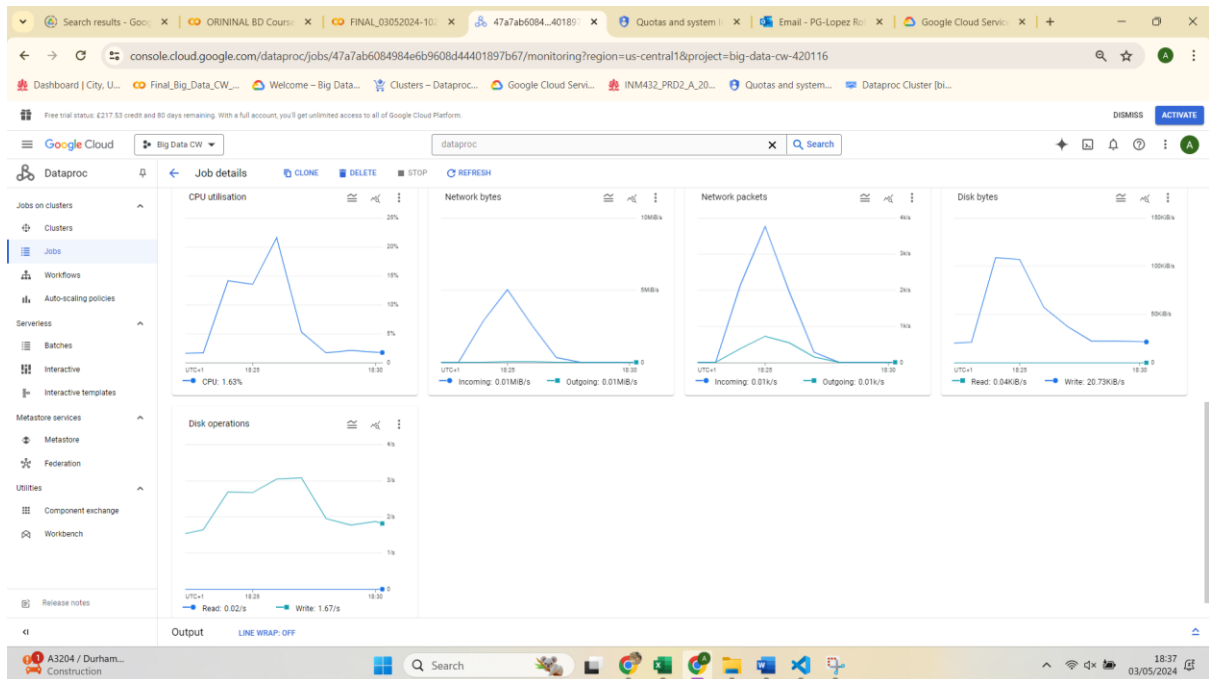 Search results - Goog
ORININAL BD Course
FINAL_03052024-102
47a7ab6084...401897
Quotas and system li
Email - PG-Lopez Rol
Google Cloud Service
console.cloud.google.com/dataproc/jobs/47a7ab6084984e6b9608d44401897b67/monitoring?region=us-central1&project=big-data-cw-420116
A
Dashboard | City, U...
Final_Big_Data_CW_...
Welcome – Big Data...
Clusters – Dataproc...
Google Cloud Servi...
INM432_PRD2_A_20...
Quotas and system...
Dataproc Cluster [bi...
Free trial status: £217.53 credit and 80 days remaining. With a full account, you'll get unlimited access to all of Google Cloud Platform.
DISMISS
ACTIVATE
Google Cloud
Big Data CW
dataproc
Search
A
Dataproc
Job details
CLONE
DELETE
STOP
REFRESH
Jobs on clusters
Clusters
Jobs
Workflows
Auto-scaling policies
Serverless
Batches
Interactive
Interactive templates
Metastore services
Metastore
Federation
Utilities
Component exchange
Workbench
Release notes
CPU utilisation
25%
20%
15%
10%
5%
0
UTC+1
18:25
18:30
CPU: 1.63%
Network bytes
10MiB/s
5MiB/s
0
UTC+1
18:25
18:30
Incoming: 0.01MiB/s
Outgoing: 0.01MiB/s
Network packets
4k/s
3k/s
2k/s
1k/s
0
UTC+1
18:25
18:30
Incoming: 0.01k/s
Outgoing: 0.01k/s
Disk bytes
150KiB/s
100KiB/s
50KiB/s
0
UTC+1
18:25
18:30
Read: 0.04KiB/s
Write: 20.73KiB/s
Disk operations
4/s
3/s
2/s
1/s
0
UTC+1
18:25
18:30
Read: 0.02/s
Write: 1.67/s
Output
LINE WRAP: OFF
1
A3204 / Durham...
Construction
Search
18:37
03/05/2024